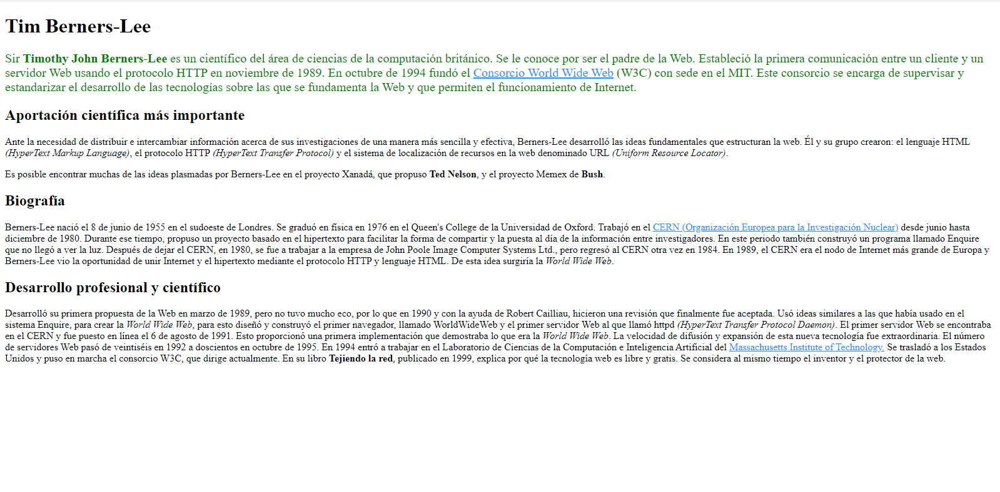 Tim Berners-Lee
Sir Timothy John Berners-Lee es un científico del área de ciencias de la computación británico. Se le conoce por ser el padre de la Web. Estableció la primera comunicación entre un cliente y un
servidor Web usando el protocolo HTTP en noviembre de 1989. En octubre de 1994 fundó el Consorcio World Wide Web (W3C) con sede en el MIT. Este consorcio se encarga de supervisar y
estandarizar el desarrollo de las tecnologías sobre las que se fundamenta la Web y que permiten el funcionamiento de Internet.
Aportación científica más importante
Ante la necesidad de distribuir e intercambiar información acerca de sus investigaciones de una manera más sencilla y efectiva, Berners-Lee desarrolló las ideas fundamentales que estructuran la web. Él y su grupo crearon: el lenguaje HTML
(HyperText Markup Language), el protocolo HTTP (HyperText Transfer Protocol) y el sistema de localización de recursos en la web denominado URL (Uniform Resource Locator).
Es posible encontrar muchas de las ideas plasmadas por Berners-Lee en el proyecto Xanadá, que propuso Ted Nelson, y el proyecto Memex de Bush.
Biografía
Berners-Lee nació el 8 de junio de 1955 en el sudoeste de Londres. Se graduó en física en 1976 en el Queen's College de la Universidad de Oxford. Trabajó en el CERN (Organización Europea para la Investigación Nuclear) desde junio hasta
diciembre de 1980. Durante ese tiempo, propuso un proyecto basado en el hipertexto para facilitar la forma de compartir y la puesta al día de la información entre investigadores. En este periodo también construyó un programa llamado Enquire
que no llegó a ver la luz. Después de dejar el CERN, en 1980, se fue a trabajar a la empresa de John Poole Image Computer Systems Ltd., pero regresó al CERN otra vez en 1984. En 1989, el CERN era el nodo de Internet más grande de Europa y
Berners-Lee vio la oportunidad de unir Internet y el hipertexto mediante el protocolo HTTP y lenguaje HTML. De esta idea surgiría la World Wide Web.
Desarrollo profesional y científico
Desarrolló su primera propuesta de la Web en marzo de 1989, pero no tuvo mucho eco, por lo que en 1990 y con la ayuda de Robert Cailliau, hicieron una revisión que finalmente fue aceptada. Usó ideas similares a las que había usado en el
sistema Enquire, para crear la World Wide Web, para esto diseñó y construyó el primer navegador, llamado WorldWideWeb y el primer servidor Web al que llamó httpd (HyperText Transfer Protocol Daemon). El primer servidor Web se encontraba
en el CERN y fue puesto en línea el 6 de agosto de 1991. Esto proporcionó una primera implementación que demostraba lo que era la World Wide Web. La velocidad de difusión y expansión de esta nueva tecnología fue extraordinaria. El número
de servidores Web pasó de veintiséis en 1992 a doscientos en octubre de 1995. En 1994 entró a trabajar en el Laboratorio de Ciencias de la Computación e Inteligencia Artificial del Massachusetts Institute of Technology. Se trasladó a los Estados
Unidos y puso en marcha el consorcio W3C, que dirige actualmente. En su libro Tejiendo la red, publicado en 1999, explica por qué la tecnología web es libre y gratis. Se considera al mismo tiempo el inventor y el protector de la web.